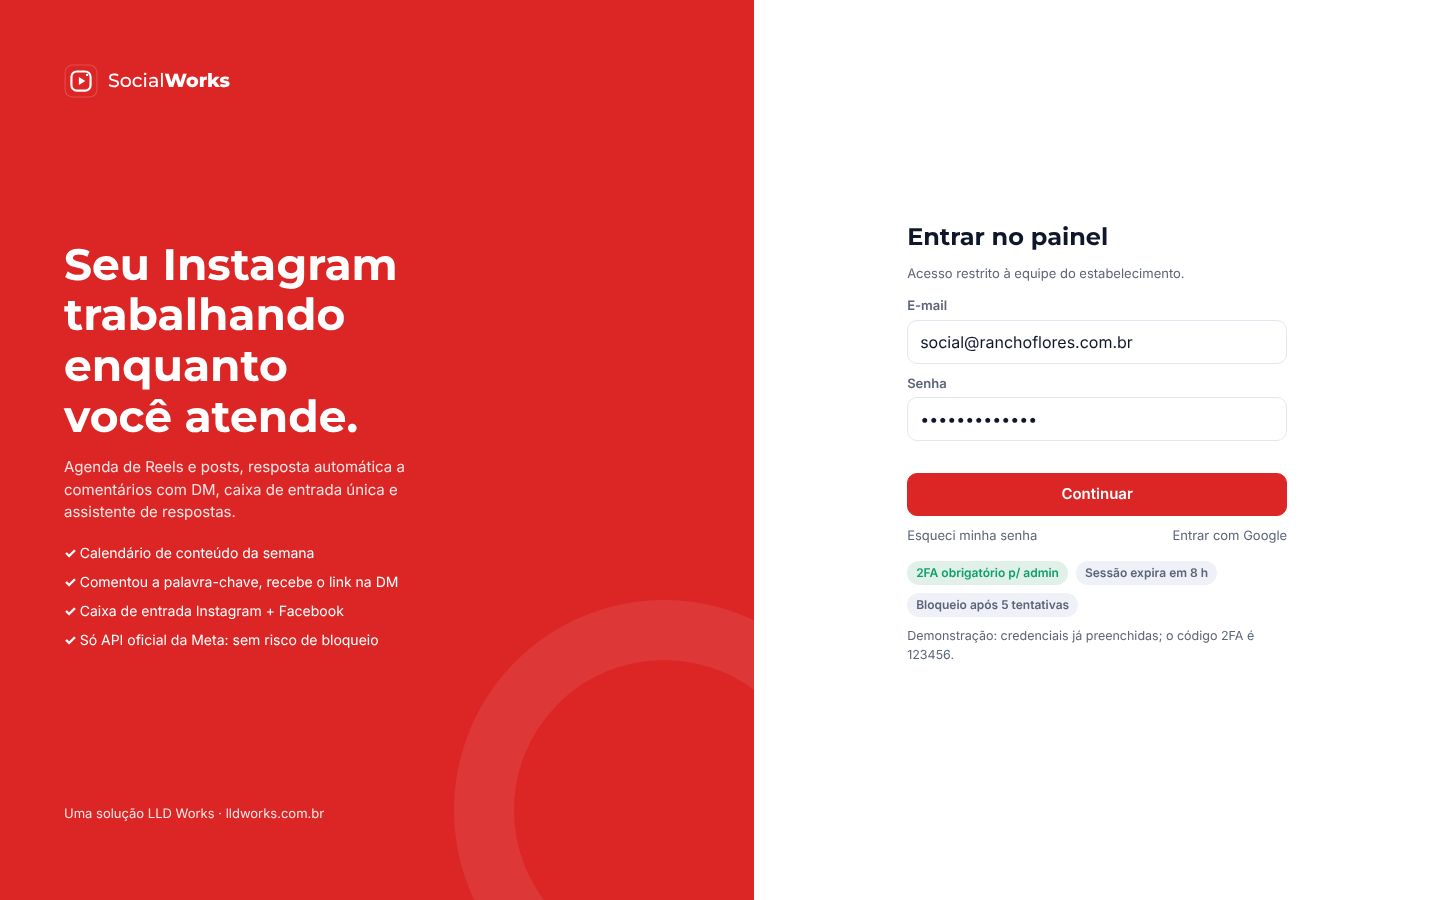 SocialWorks
Seu Instagram
trabalhando
enquanto
você atende.
Agenda de Reels e posts, resposta automática a
comentários com DM, caixa de entrada única e
assistente de respostas.
✓ Calendário de conteúdo da semana
✓ Comentou a palavra-chave, recebe o link na DM
✓ Caixa de entrada Instagram + Facebook
✓ Só API oficial da Meta: sem risco de bloqueio
Uma solução LLD Works · lldworks.com.br
Entrar no painel
Acesso restrito à equipe do estabelecimento.
E-mail
social@ranchoflores.com.br
Senha
•••••••••••••
Continuar
Esqueci minha senha
Entrar com Google
2FA obrigatório p/ admin
Sessão expira em 8 h
Bloqueio após 5 tentativas
Demonstração: credenciais já preenchidas; o código 2FA é
123456.